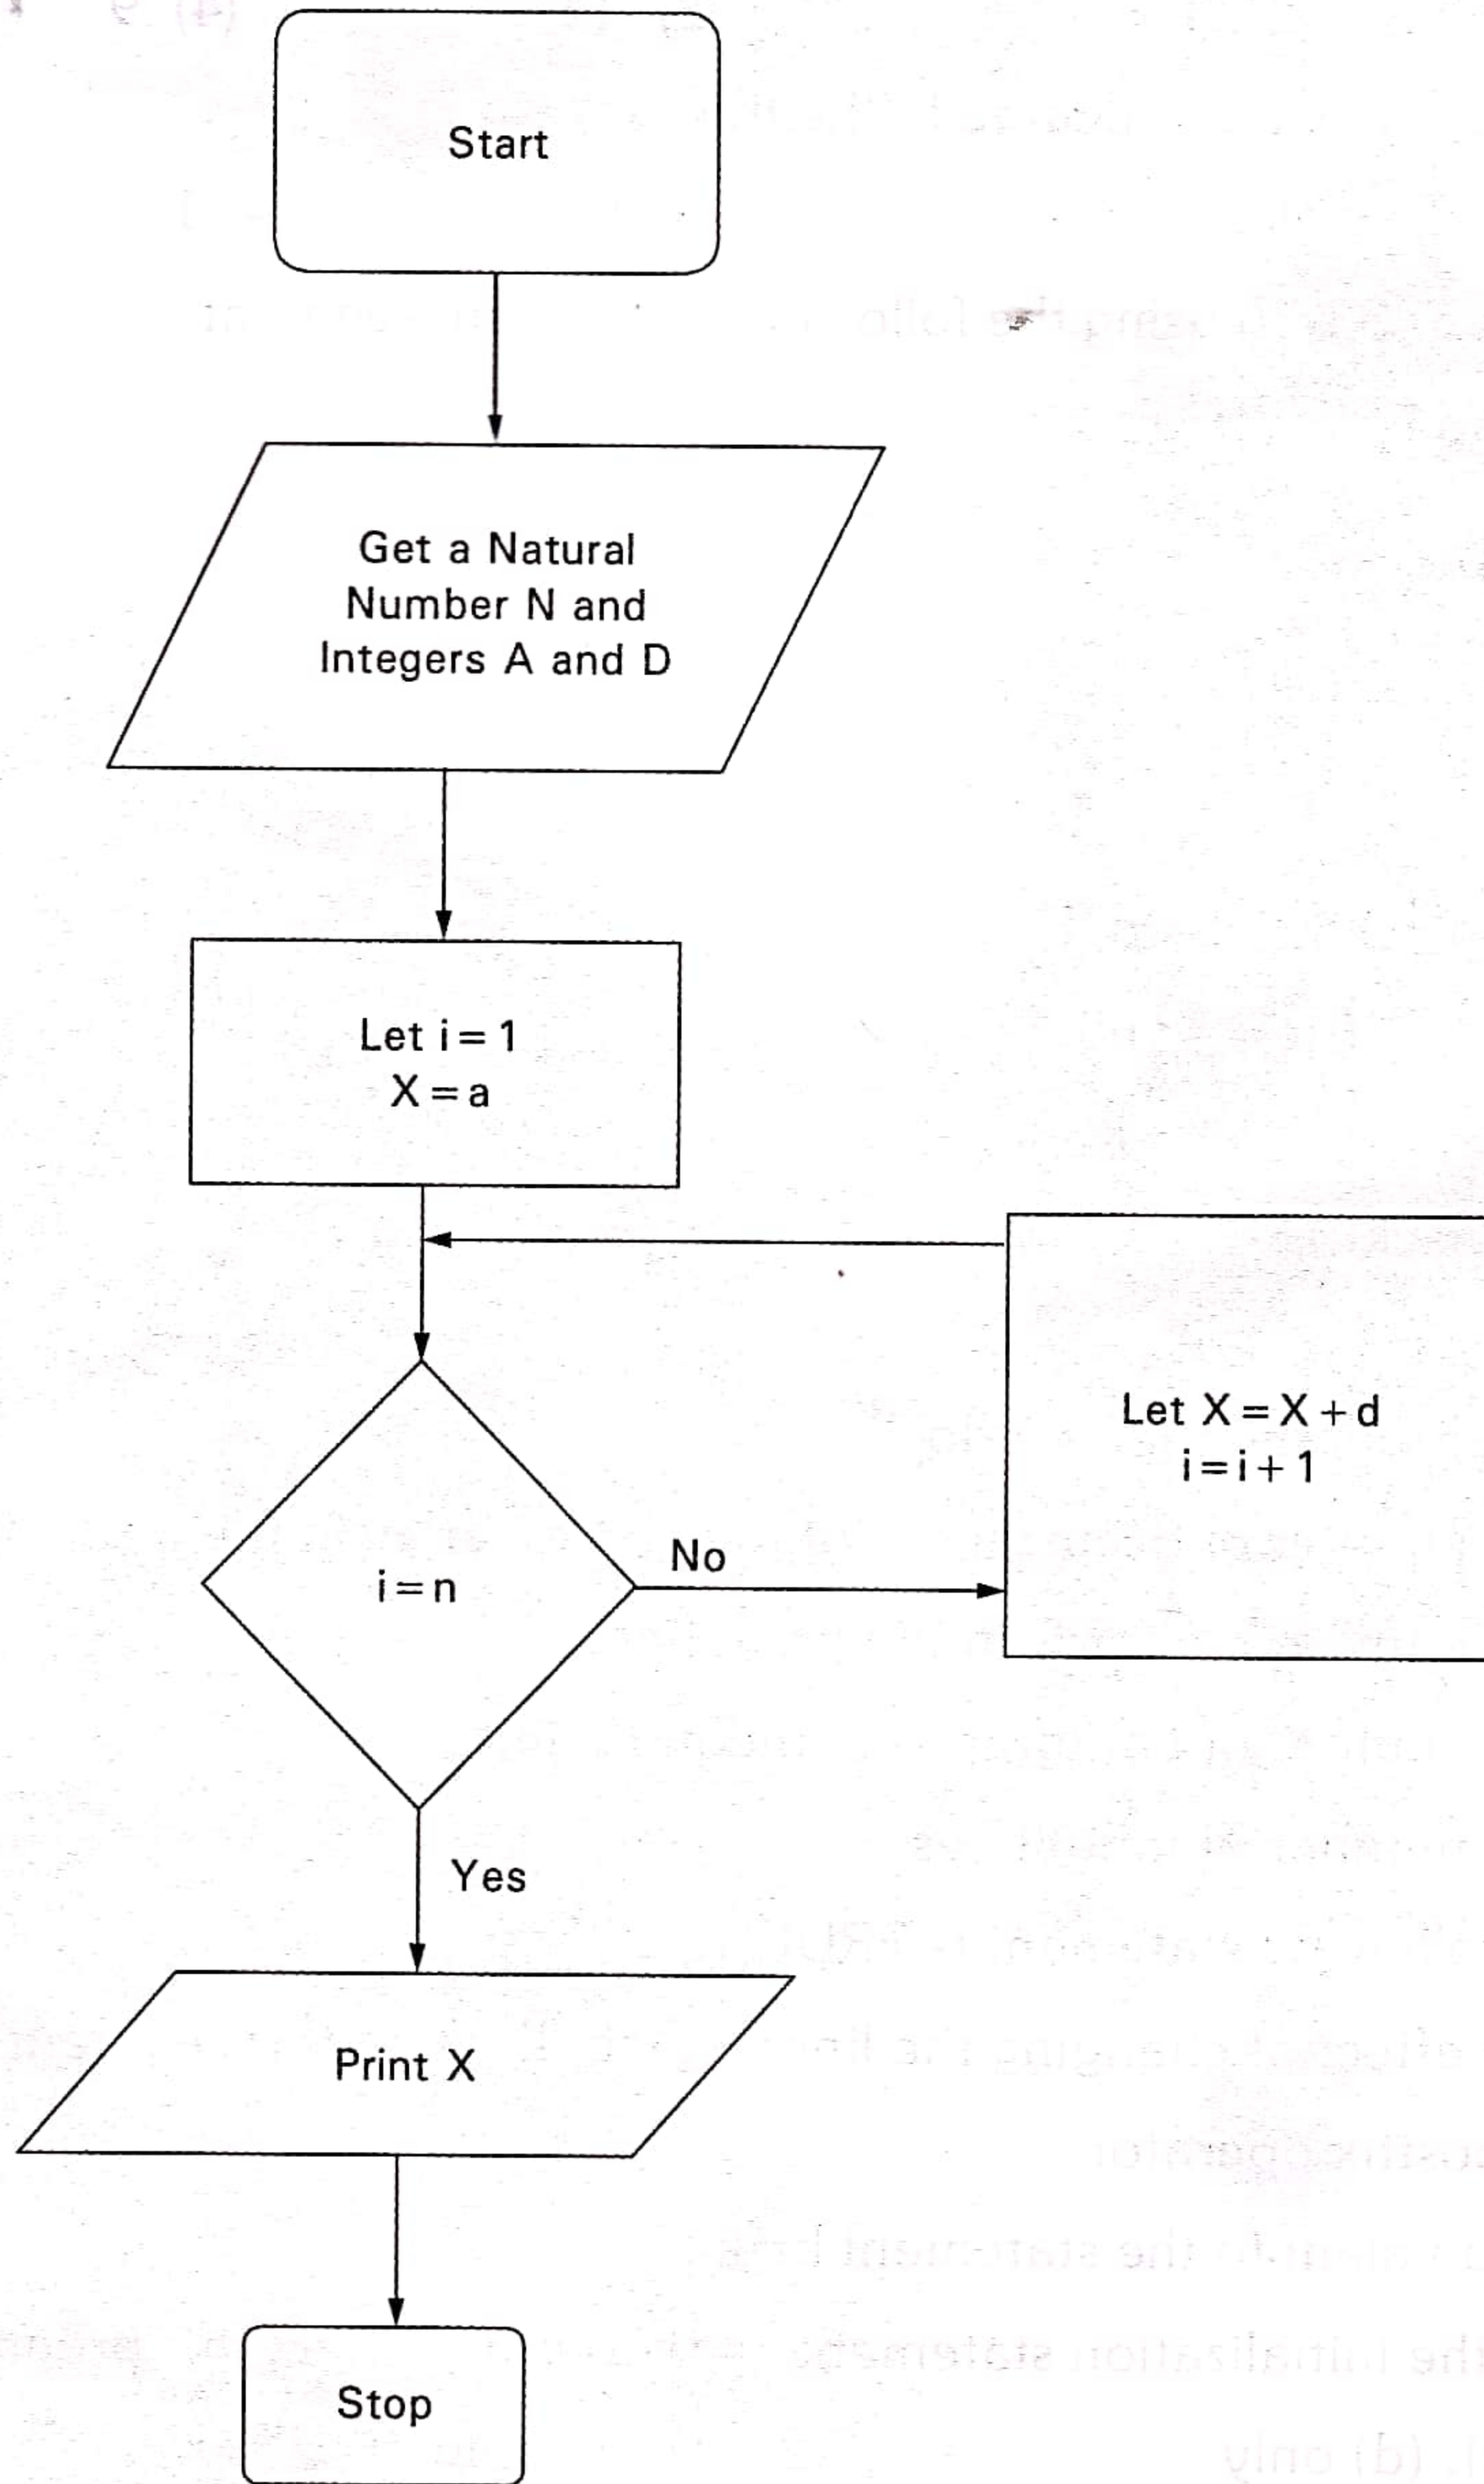 Start
Get a Natural
Number N and
Integers A and D
Let i = 1
X = a
Let X = X + d
i = i + 1
i = n
No
Yes
Print X
Stop